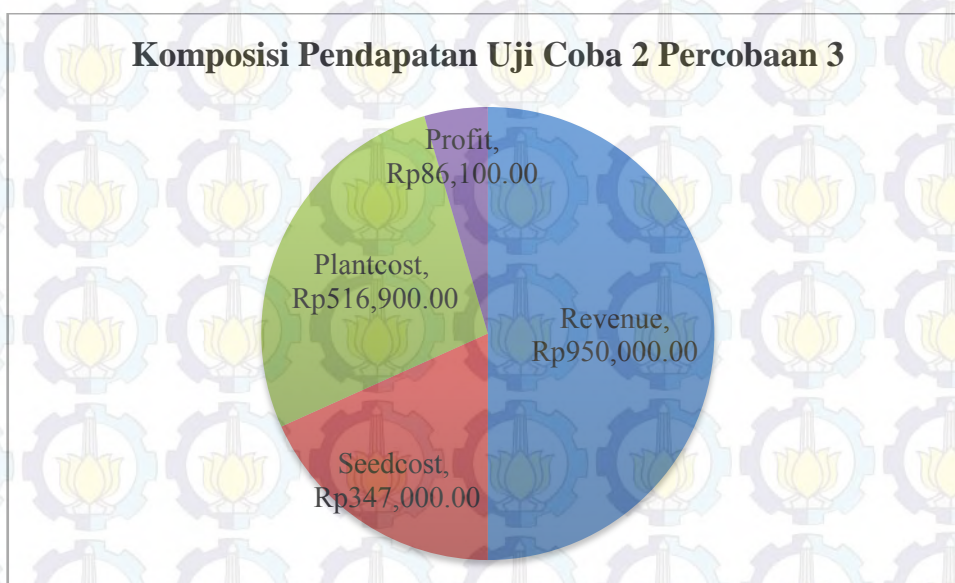 Komposisi Pendapatan Uji Coba 2 Percobaan 3
Profit,
Rp86,100.00
Plantcost,
Rp516,900.00
Revenue,
Rp950,000.00
Seedcost,
Rp347,000.00